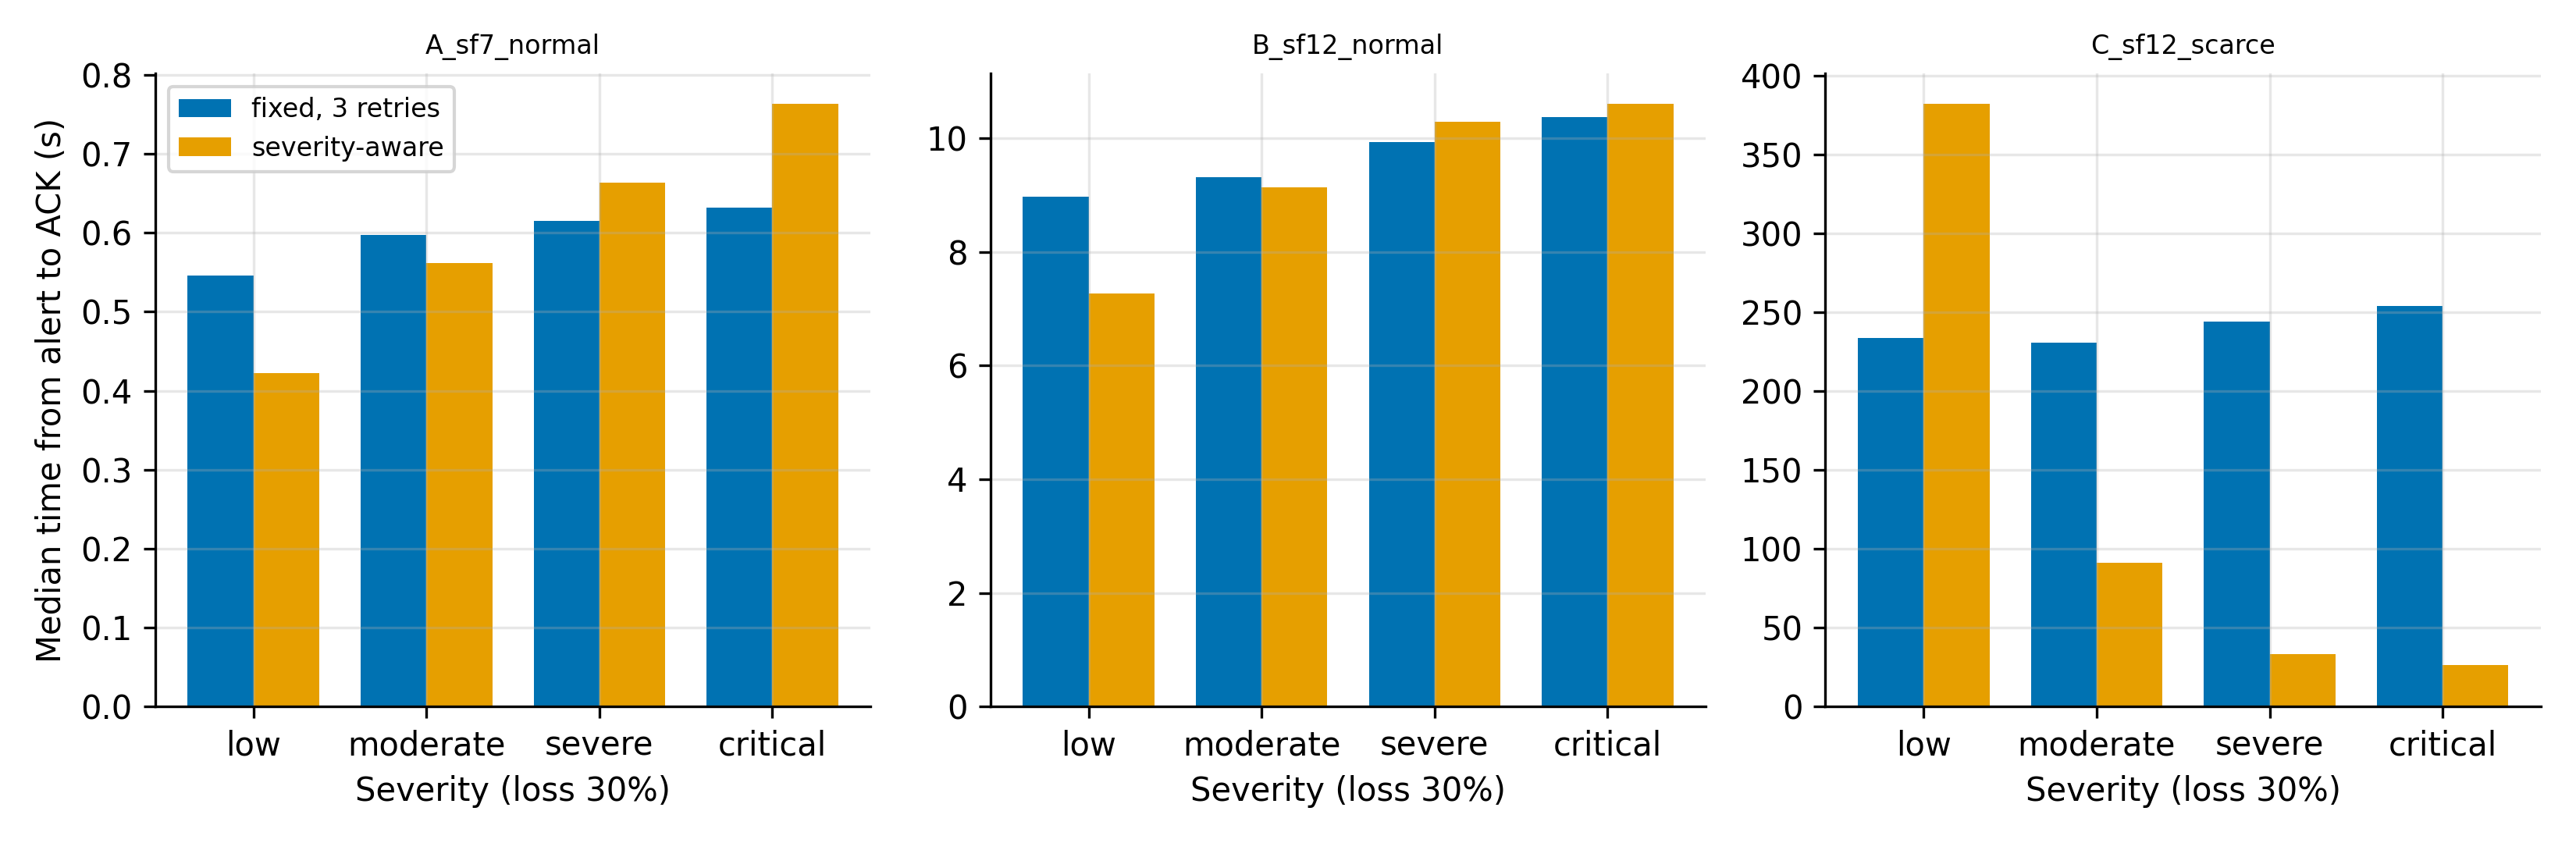 A_sf7_normal
B_sf12_normal
C_sf12_scarce
Median time from alert to ACK (s)
fixed, 3 retries
severity-aware
0.8
0.7
0.6
0.5
0.4
0.3
0.2
0.1
0.0
low moderate severe critical
Severity (loss 30%)
10
8
6
4
2
0
low moderate severe critical
Severity (loss 30%)
400
350
300
250
200
150
100
50
0
low moderate severe critical
Severity (loss 30%)